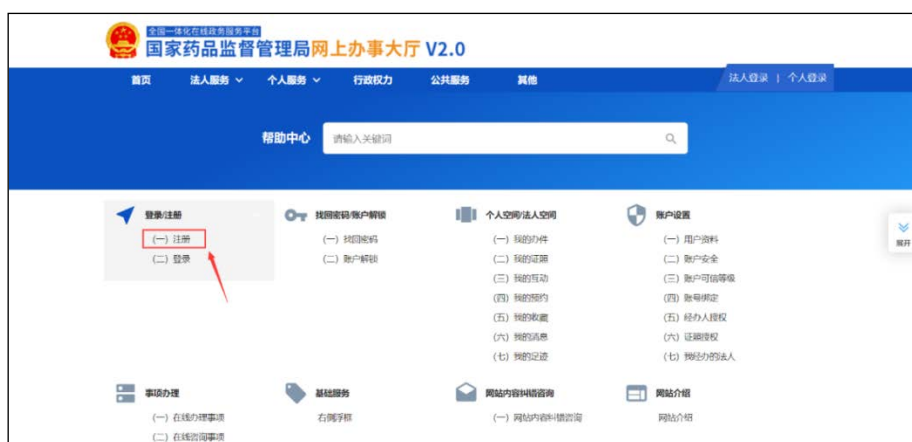 全国一体化在线政务服务平台
国家药品监督管理局网上办事大厅 V2.0
首页 法人服务 个人服务 行政权力 公共服务 其他 法人登录 | 个人登录
帮助中心 请输入关键词
登录/注册 找回密码/账户解锁 个人空间/法人空间 账户设置
(一) 注册 (一) 找回密码 (一) 我的办件 (一) 用户资料
(二) 登录 (二) 账户解锁 (二) 我的证照 (二) 账户安全
(三) 我的互动 (三) 账户可信等级
(四) 我的预约 (四) 账号绑定
(五) 我的收藏 (五) 经办人授权
(六) 我的消息 (六) 证照授权
(七) 我的足迹 (七) 我经办的法人
展开
事项办理 基础服务 网站内容纠错咨询 网站介绍
(一) 在线办理事项 右侧浮框 (一) 网站内容纠错咨询 网站介绍
(二) 在线咨询事项